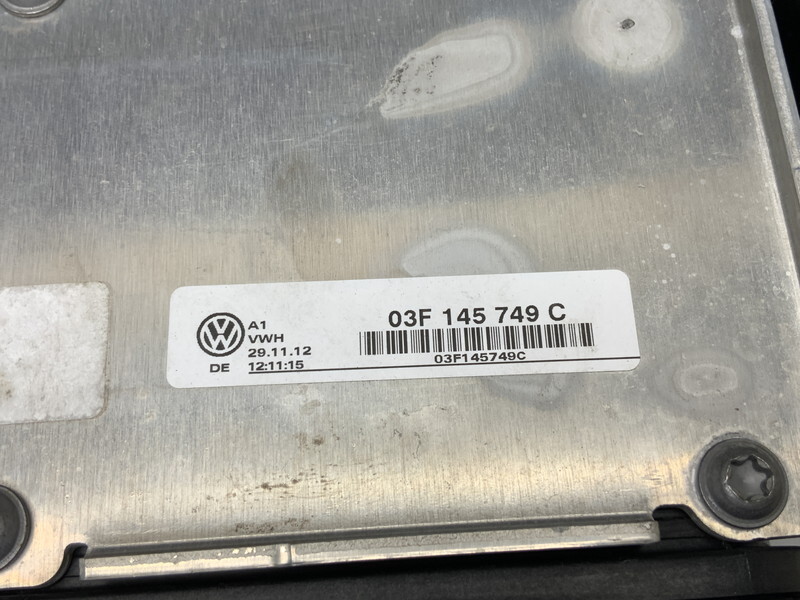 03F 145 749 C
A1
VWH
29.11.12
DE 12:11:15
03F145749C